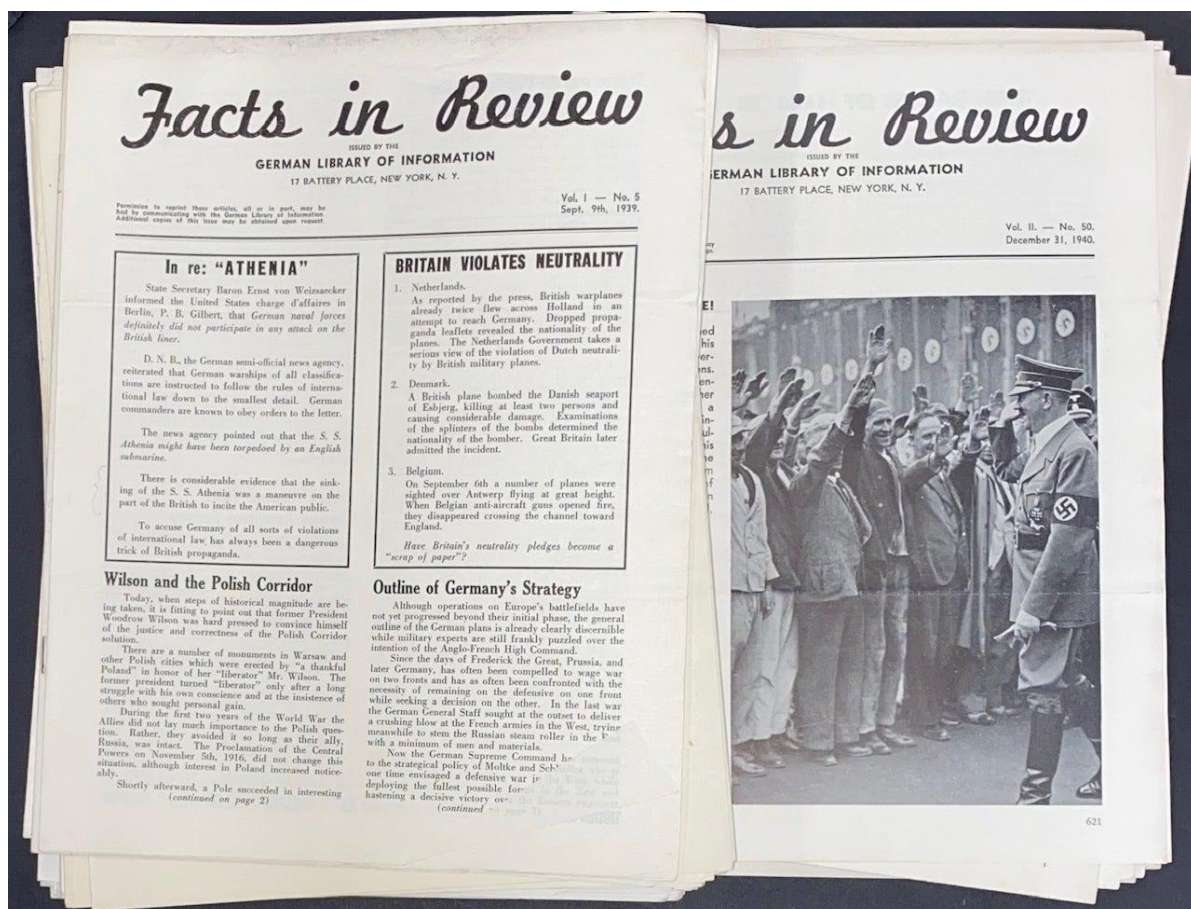 Facts in Review
ISSUED BY THE
GERMAN LIBRARY OF INFORMATION
17 BATTERY PLACE, NEW YORK, N. Y.
Permission to reprint these articles, all or in part, may be
had by communicating with the German Library of Information.
Additional copies of this issue may be obtained upon request.
Vol. I — No. 5
Sept. 9th, 1939.
In re: "ATHENIA"
State Secretary Baron Ernst von Weizsaecker
informed the United States charge d'affaires in
Berlin, P. B. Gilbert, that German naval forces
definitely did not participate in any attack on the
British liner.
D. N. B., the German semi-official news agency,
reiterated that German warships of all classifica-
tions are instructed to follow the rules of interna-
tional law down to the smallest detail. German
commanders are known to obey orders to the letter.
The news agency pointed out that the S. S.
Athenia might have been torpedoed by an English
submarine.
There is considerable evidence that the sink-
ing of the S. S. Athenia was a maneuvre on the
part of the British to incite the American public.
To accuse Germany of all sorts of violations
of international law has always been a dangerous
trick of British propaganda.
BRITAIN VIOLATES NEUTRALITY
1. Netherlands.
As reported by the press, British warplanes
already twice flew across Holland in an
attempt to reach Germany. Dropped propa-
ganda leaflets revealed the nationality of the
planes. The Netherlands Government takes a
serious view of the violation of Dutch neutrali-
ty by British military planes.
2. Denmark.
A British plane bombed the Danish seaport
of Esbjerg, killing at least two persons and
causing considerable damage. Examinations
of the splinters of the bombs determined the
nationality of the bomber. Great Britain later
admitted the incident.
3. Belgium.
On September 6th a number of planes were
sighted over Antwerp flying at great height.
When Belgian anti-aircraft guns opened fire,
they disappeared crossing the channel toward
England.
Have Britain's neutrality pledges become a
"scrap of paper"?
Wilson and the Polish Corridor
Today, when steps of historical magnitude are be-
ing taken, it is fitting to point out that former President
Woodrow Wilson was hard pressed to convince himself
of the justice and correctness of the Polish Corridor
solution.
There are a number of monuments in Warsaw and
other Polish cities which were erected by "a thankful
Poland" in honor of her "liberator" Mr. Wilson. The
former president turned "liberator" only after a long
struggle with his own conscience and at the insistence of
others who sought personal gain.
During the first two years of the World War the
Allies did not lay much importance to the Polish ques-
tion. Rather, they avoided it so long as their ally,
Russia, was intact. The Proclamation of the Central
Powers on November 5th, 1916, did not change this
situation, although interest in Poland increased notice-
ably.
Shortly afterward, a Pole succeeded in interesting
(continued on page 2)
Outline of Germany's Strategy
Although operations on Europe's battlefields have
not yet progressed beyond their initial phase, the general
outline of the German plans is already clearly discernible
while military experts are still frankly puzzled over the
intention of the Anglo-French High Command.
Since the days of Frederick the Great, Prussia, and
later Germany, has often been compelled to wage war
on two fronts and has as often been confronted with the
necessity of remaining on the defensive on one front
while seeking a decision on the other. In the last war
the German General Staff sought at the outset to deliver
a crushing blow at the French armies in the West, trying
meanwhile to stem the Russian steam roller in the
with a minimum of men and materials.
Now the German Supreme Command
to the strategical policy of Moltke and
one time envisaged a defensive war
deploying the fullest possible
hastening a decisive victory
(continued
s in Review
ISSUED BY THE
ERMAN LIBRARY OF INFORMATION
17 BATTERY PLACE, NEW YORK, N. Y.
Vol. II. — No. 50.
December 31, 1940.
E!
621